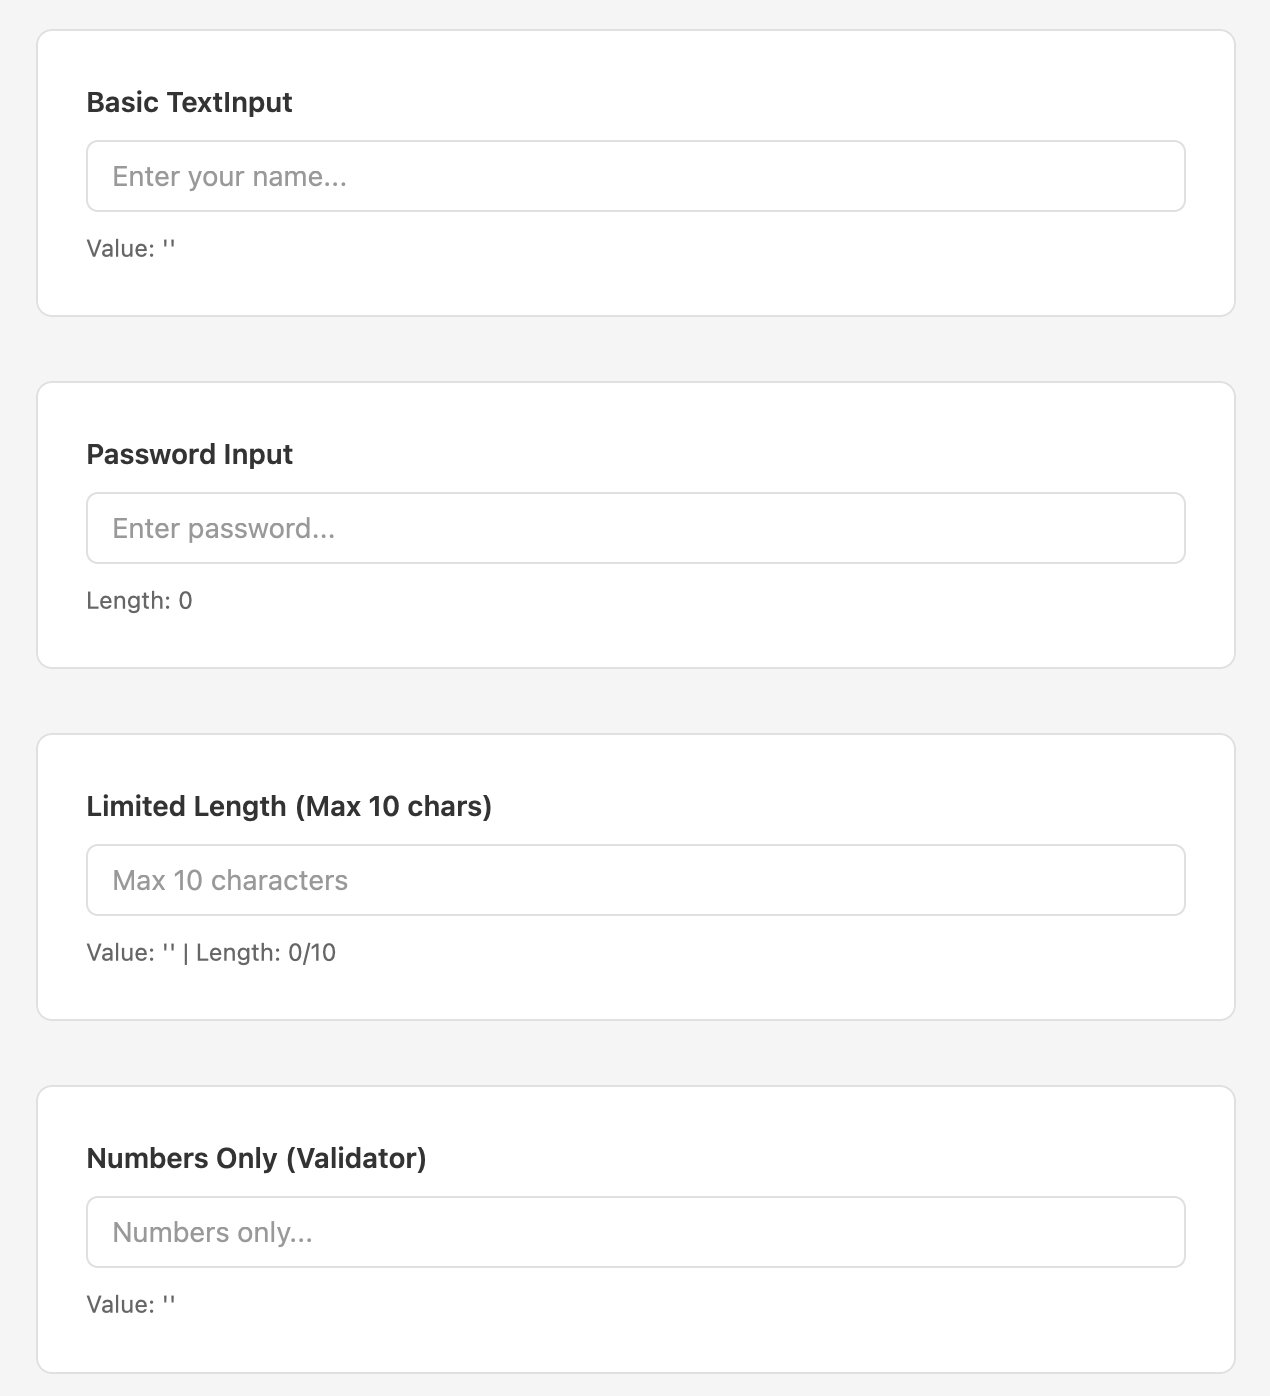 Basic TextInput
Enter your name...
Value: ''
Password Input
Enter password...
Length: 0
Limited Length (Max 10 chars)
Max 10 characters
Value: '' | Length: 0/10
Numbers Only (Validator)
Numbers only...
Value: ''